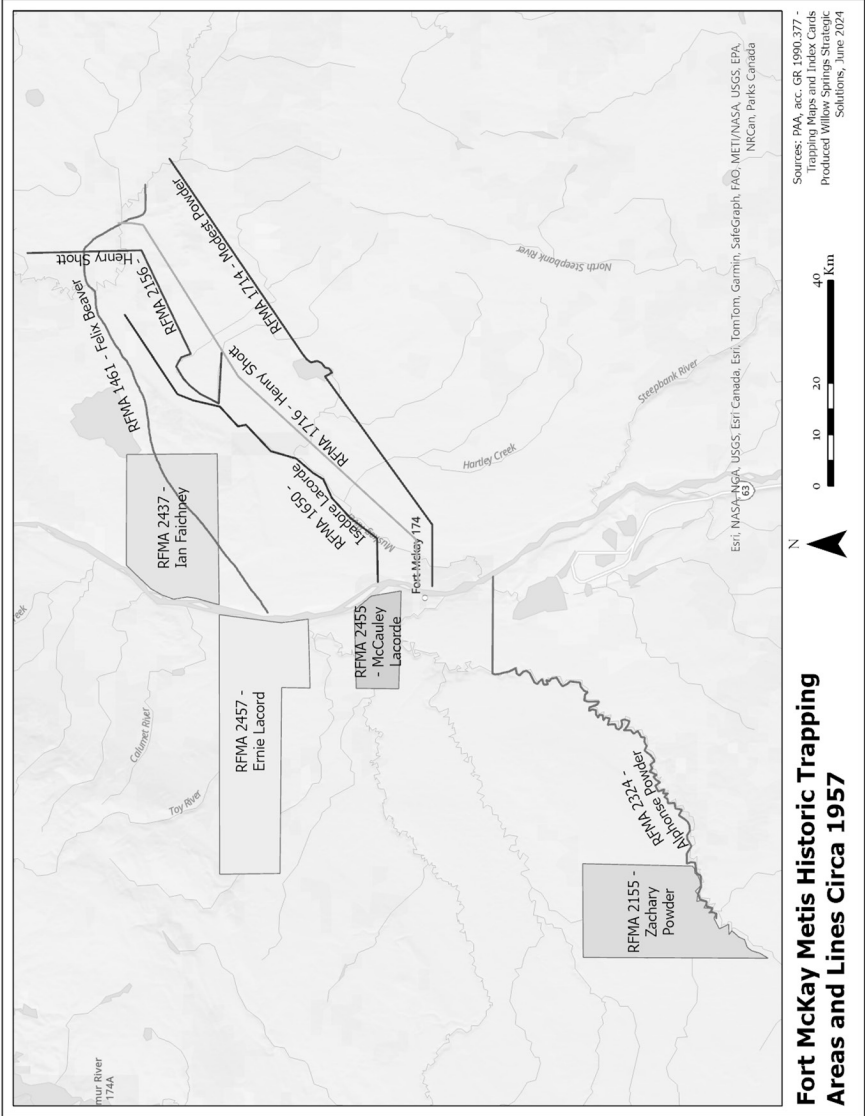 mur River
174A
eek
Calumet River
Toy River
RFMA 2457 -
Ernie Lacord
RFMA 2437 -
Ian Faichney
RFMA 1461 - Felix Beaver
Henry Shott
RFMA 2156 -
RFMA 1714 - Modest Powder
RFMA 1716 - Henry Shott
RFMA 1650 -
Isadore Lacorde
RFMA 2455
- McCauley
Lacorde
Fort Mckay 174
Hartley Creek
North Steepbank River
Steepbank River
RFMA 2324 -
Alphonse Powder
RFMA 2155 -
Zachary
Powder
63
Esri, NASA, NGA, USGS, Esri Canada, Esri, TomTom, Garmin, SafeGraph, FAO, METI/NASA, USGS, EPA,
NRCan, Parks Canada
Fort McKay Metis Historic Trapping
Areas and Lines Circa 1957
N
0 10 20 40
Km
Sources: PAA, acc. GR 1990.377 -
Trapping Maps and Index Cards
Produced Willow Springs Strategic
Solutions, June 2024